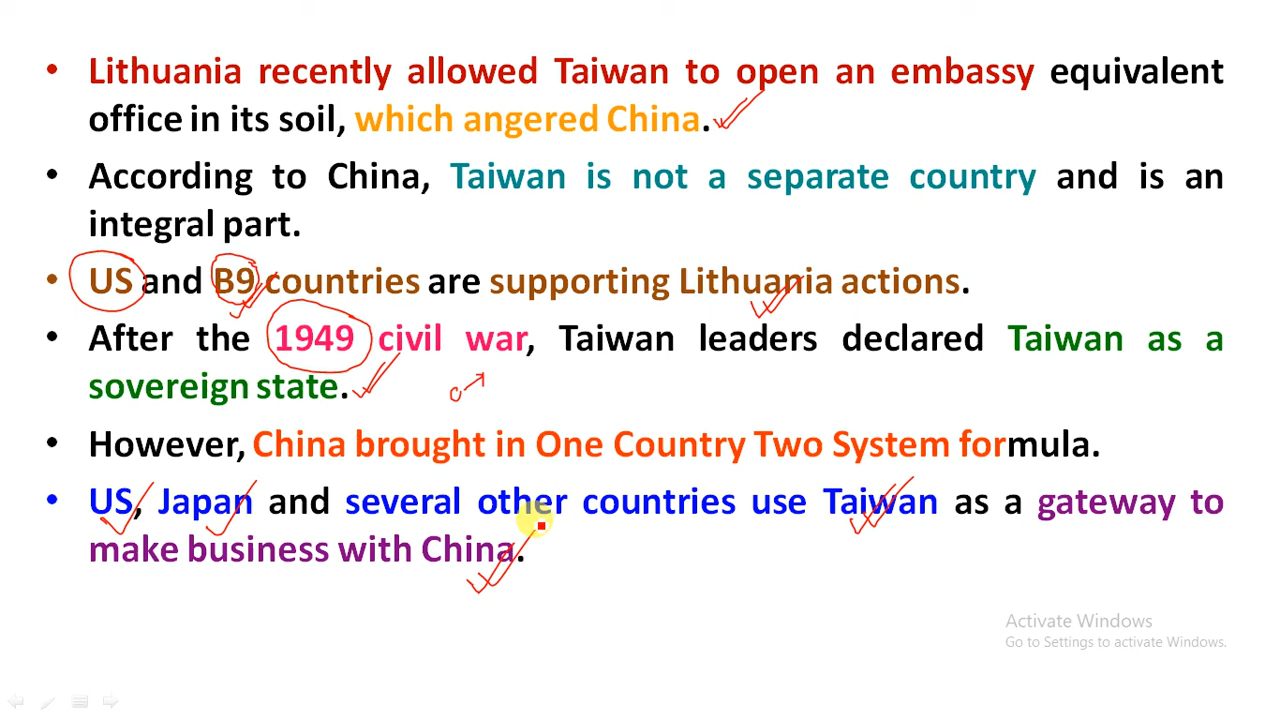 • Lithuania recently allowed Taiwan to open an embassy equivalent
office in its soil, which angered China.
• According to China, Taiwan is not a separate country and is an
integral part.
• US and B9 countries are supporting Lithuania actions.
• After the 1949 civil war, Taiwan leaders declared Taiwan as a
sovereign state.
• However, China brought in One Country Two System formula.
• US, Japan and several other countries use Taiwan as a gateway to
make business with China.
Activate Windows
Go to Settings to activate Windows.